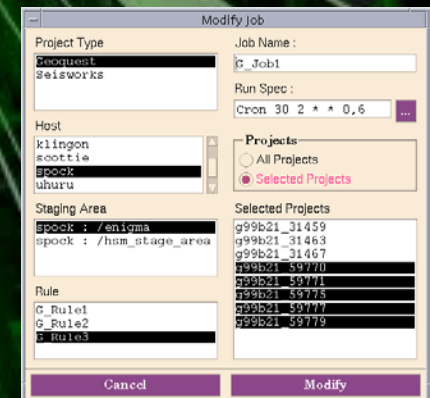 Modify Job
Project Type
Geoquest
Seisworks
Host
klingon
scottie
spock
uhuru
Staging Area
spock : /enigma
spock : /hsm_stage_area
Rule
G_Rule1
G_Rule2
G_Rule3
Job Name :
G_Job1
Run Spec :
Cron 30 2 * * 0,6
...
Projects
All Projects
Selected Projects
Selected Projects
g99b21_31459
g99b21_31463
g99b21_31467
g99b21_59770
g99b21_59771
g99b21_59775
g99b21_59777
g99b21_59779
Cancel
Modify